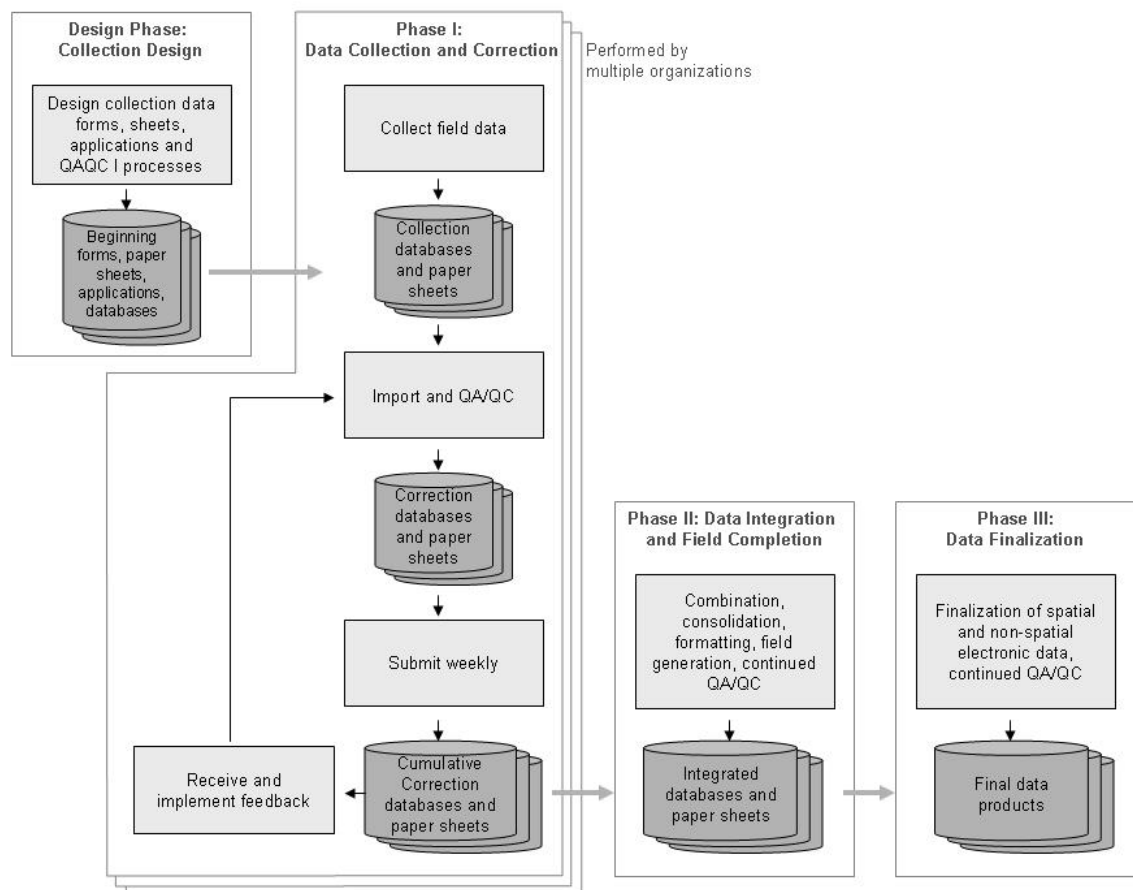 Design Phase:
Collection Design
Design collection data
forms, sheets,
applications and
QAQC I processes
Beginning
forms, paper
sheets,
applications,
databases
Phase I:
Data Collection and Correction
Performed by
multiple organizations
Collect field data
Collection
databases
and paper
sheets
Import and QA/QC
Correction
databases
and paper
sheets
Submit weekly
Cumulative
Correction
databases and
paper sheets
Receive and
implement feedback
Phase II: Data Integration
and Field Completion
Combination,
consolidation,
formatting, field
generation, continued
QA/QC
Integrated
databases and
paper sheets
Phase III:
Data Finalization
Finalization of spatial
and non-spatial
electronic data,
continued QA/QC
Final data
products